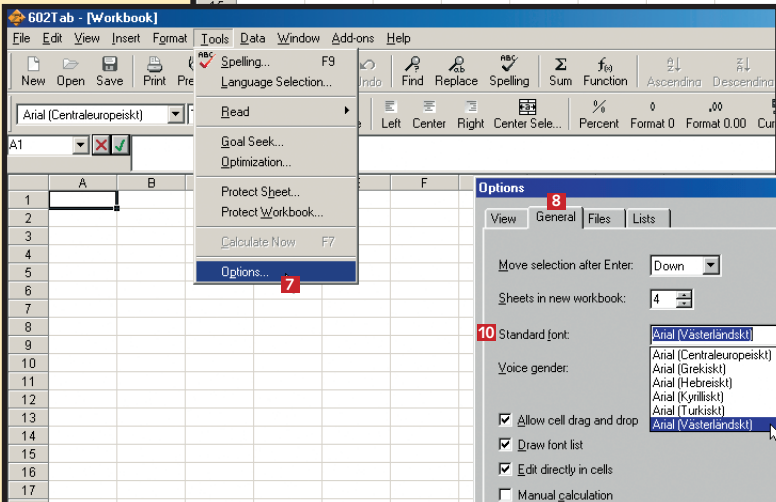 602Tab - [Workbook]
File Edit View Insert Format Tools Data Window Add-ons Help
New Open Save Print Undo Find Replace Spelling Sum Function Ascending Descending
Arial (Centraleuropeiskt) Left Center Right Center Sele... Percent Format 0 Format 0.00
A1
ABC Spelling... F9
Language Selection...
Read
Goal Seek...
Optimization...
Protect Sheet...
Protect Workbook...
Calculate Now F7
Options...
7
A B F
1
2
3
4
5
6
7
8
9
10
11
12
13
14
15
16
17
Options
8
View General Files Lists
Move selection after Enter: Down
Sheets in new workbook: 4
10 Standard font: Arial (Västerländskt)
Arial (Centraleuropeiskt)
Arial (Grekiskt)
Arial (Hebreiskt)
Arial (Kyrilliskt)
Arial (Turkiskt)
Arial (Västerländskt)
Voice gender:
Allow cell drag and drop
Draw font list
Edit directly in cells
Manual calculation